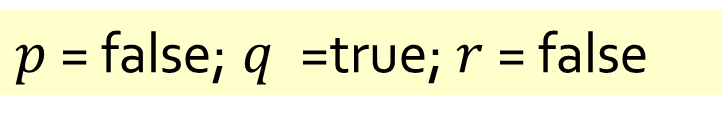 p = false; q =true; r = false